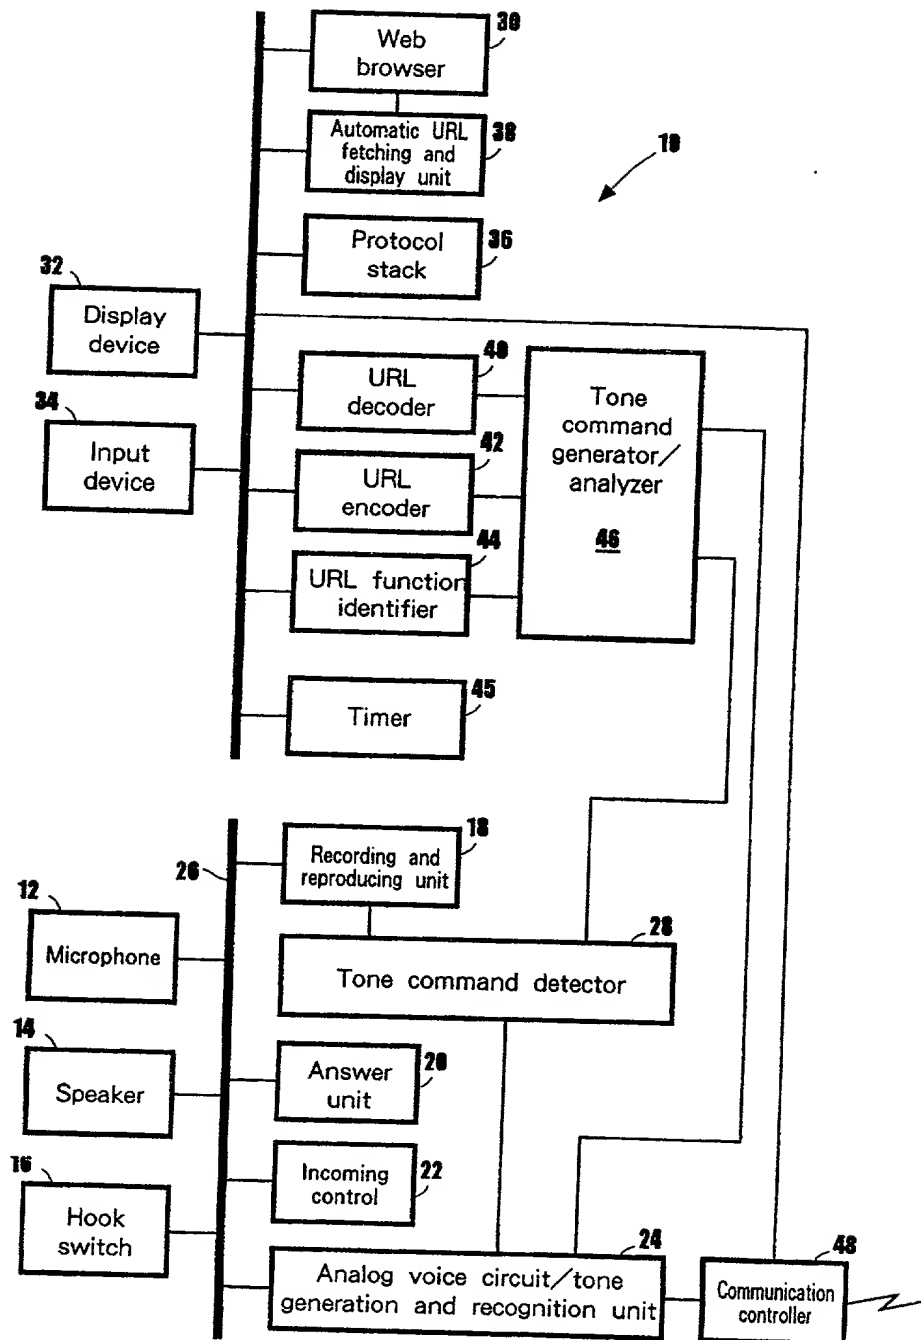 30
Web
browser
Automatic URL
fetching and
display unit
38
10
Protocol
stack
36
32
Display
device
34
Input
device
URL
decoder
40
URL
encoder
42
URL function
identifier
44
Tone
command
generator/
analyzer
46
Timer
45
26
Recording and
reproducing unit
18
12
Microphone
Tone command detector
28
14
Speaker
Answer
unit
20
Incoming
control
22
16
Hook
switch
Analog voice circuit/tone
generation and recognition unit
24
Communication
controller
48